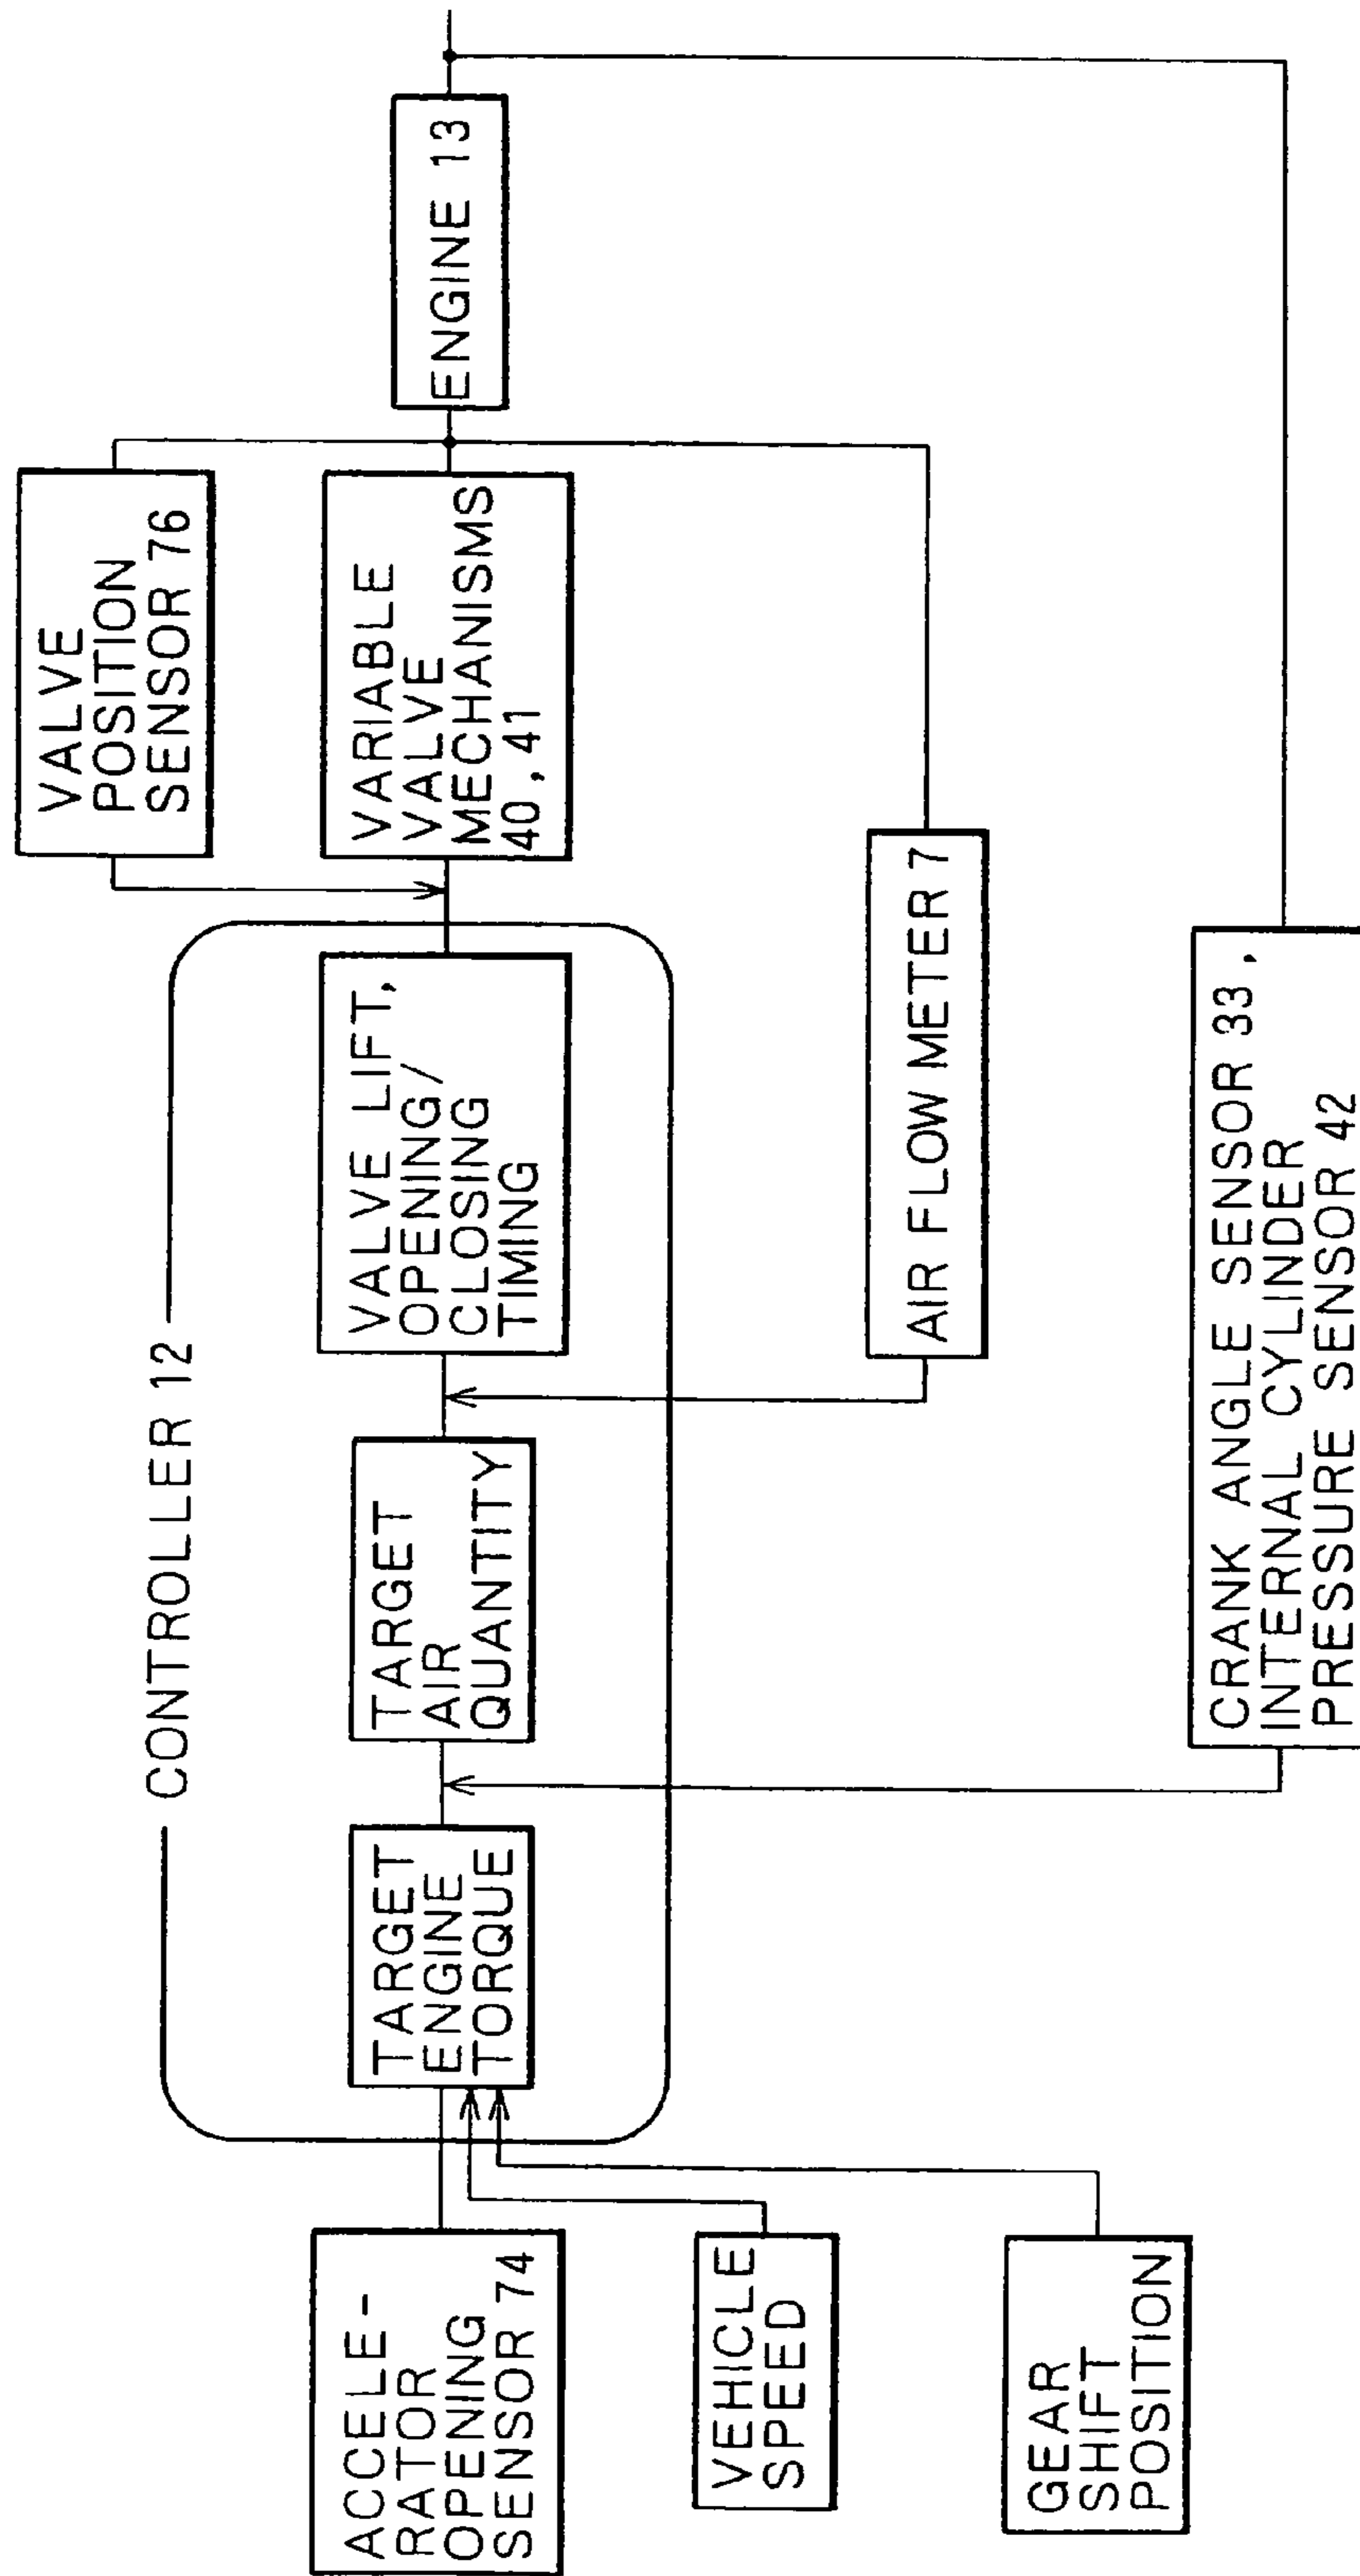 CONTROLLER 12
ACCELE-
RATOR
OPENING
SENSOR 74
TARGET
ENGINE
TORQUE
TARGET
AIR
QUANTITY
VALVE LIFT,
OPENING/
CLOSING
TIMING
VARIABLE
VALVE
MECHANISMS
40, 41
VALVE
POSITION
SENSOR 76
ENGINE 13
VEHICLE
SPEED
AIR FLOW METER 7
GEAR
SHIFT
POSITION
CRANK ANGLE SENSOR 33,
INTERNAL CYLINDER
PRESSURE SENSOR 42